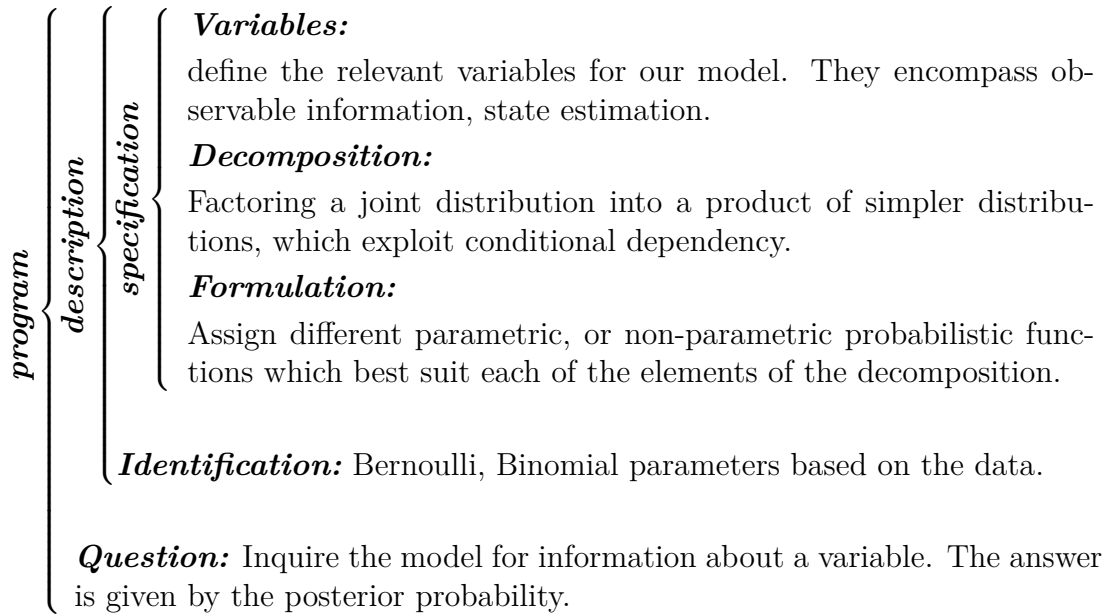 program
description
specification
Variables:
define the relevant variables for our model. They encompass ob-
servable information, state estimation.
Decomposition:
Factoring a joint distribution into a product of simpler distribu-
tions, which exploit conditional dependency.
Formulation:
Assign different parametric, or non-parametric probabilistic func-
tions which best suit each of the elements of the decomposition.
Identification: Bernoulli, Binomial parameters based on the data.
Question: Inquire the model for information about a variable. The answer
is given by the posterior probability.